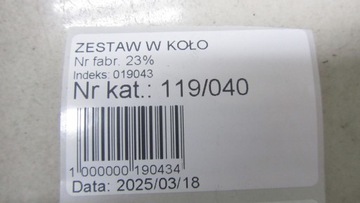 ZESTAW W KOŁO
Nr fabr. 23%
Indeks: 019043
Nr kat.: 119/040
1 000000 190434
Data: 2025/03/18